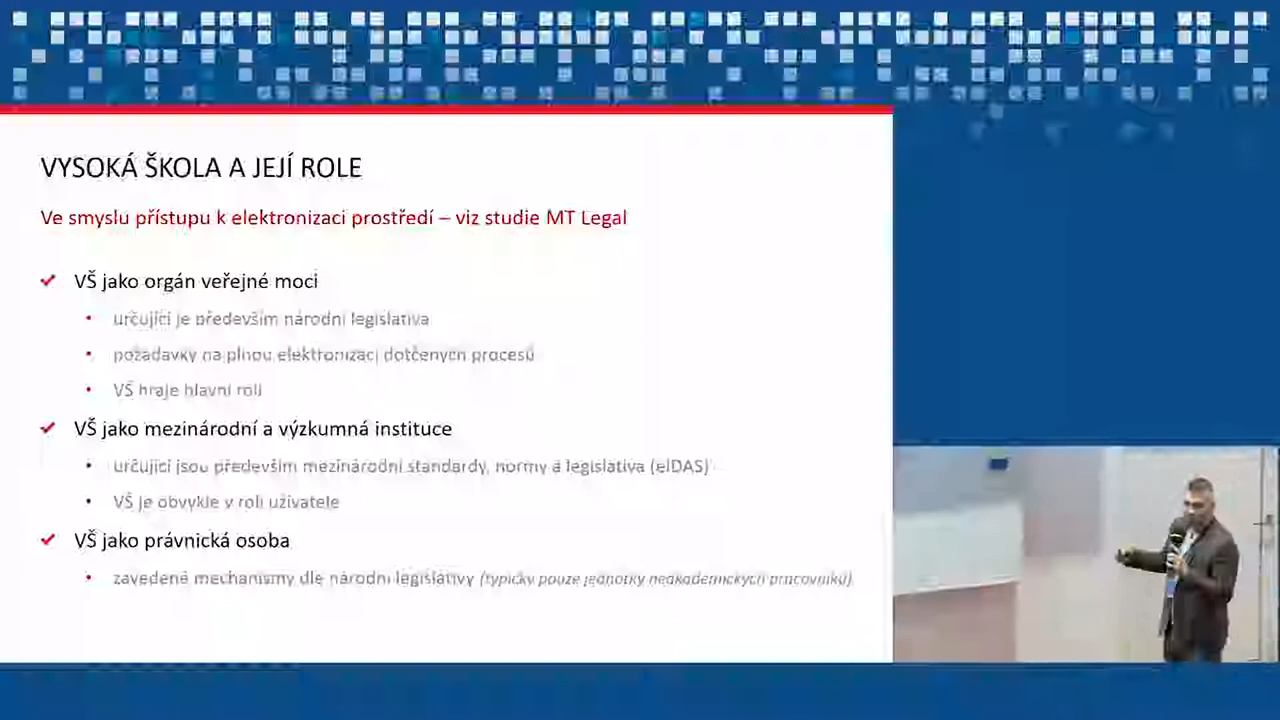 VYSOKÁ ŠKOLA A JEJÍ ROLE
Ve smyslu přístupu k elektronizaci prostředí – viz studie MT Legal
VŠ jako orgán veřejné moci
určující je především národní legislativa
požadavky na plnou elektronizaci dotčených procesů
VŠ hraje hlavní roli
VŠ jako mezinárodní a výzkumná instituce
určující jsou především mezinárodní standardy, normy a legislativa (eIDAS)
VŠ je obvykle v roli uživatele
VŠ jako právnická osoba
zavedené mechanismy dle národní legislativy (typicky pouze jednotky neakademických pracovníků)